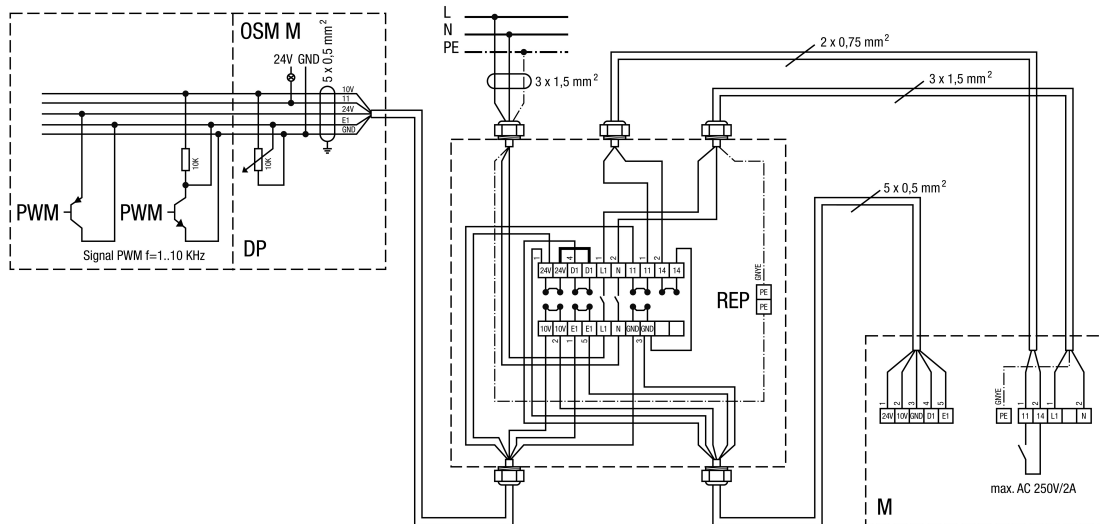 L
N
PE
3 x 1,5 mm²
2 x 0,75 mm²
3 x 1,5 mm²
OSM M
24V GND
5 x 0,5 mm²
10V
11
24V
E1
GND
10K
10K
PWM
PWM
Signal PWM f=1..10 KHz
DP
5 x 0,5 mm²
1 4 1 2 1 2
24V 24V D1 D1 L1 N 11 11 14 14
10V 10V E1 E1 L1 N GND GND
2 1 5 3
REP
GNYE
PE
PE
1 2 3 4 5
24V 10V GND D1 E1
GNYE
1 2 1 2
PE
11 14 L1 N
max. AC 250V/2A
M